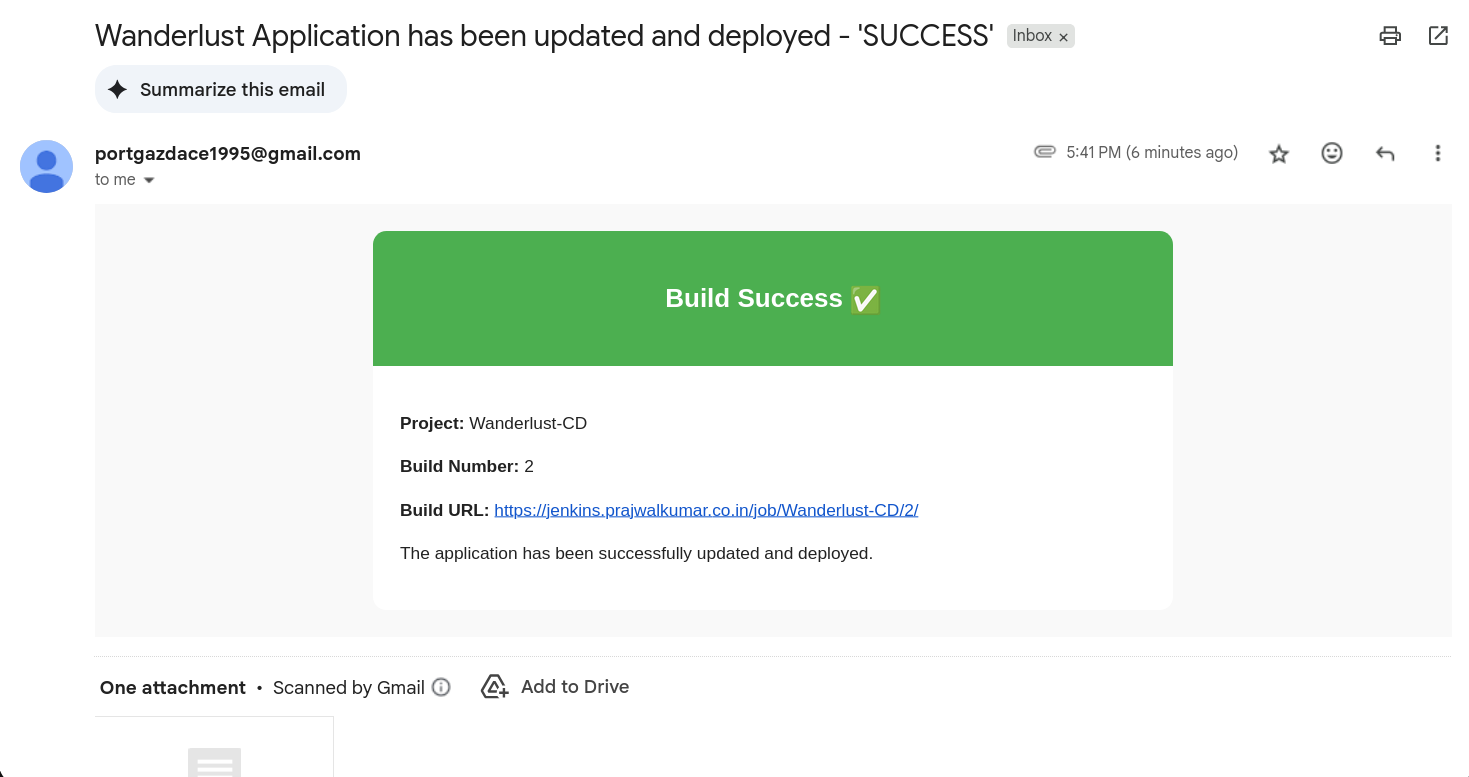 Wanderlust Application has been updated and deployed - 'SUCCESS' Inbox ×
Summarize this email
portgazdace1995@gmail.com 5:41 PM (6 minutes ago)
to me
Build Success ✅
Project: Wanderlust-CD
Build Number: 2
Build URL: https://jenkins.prajwalkumar.co.in/job/Wanderlust-CD/2/
The application has been successfully updated and deployed.
One attachment • Scanned by Gmail Add to Drive